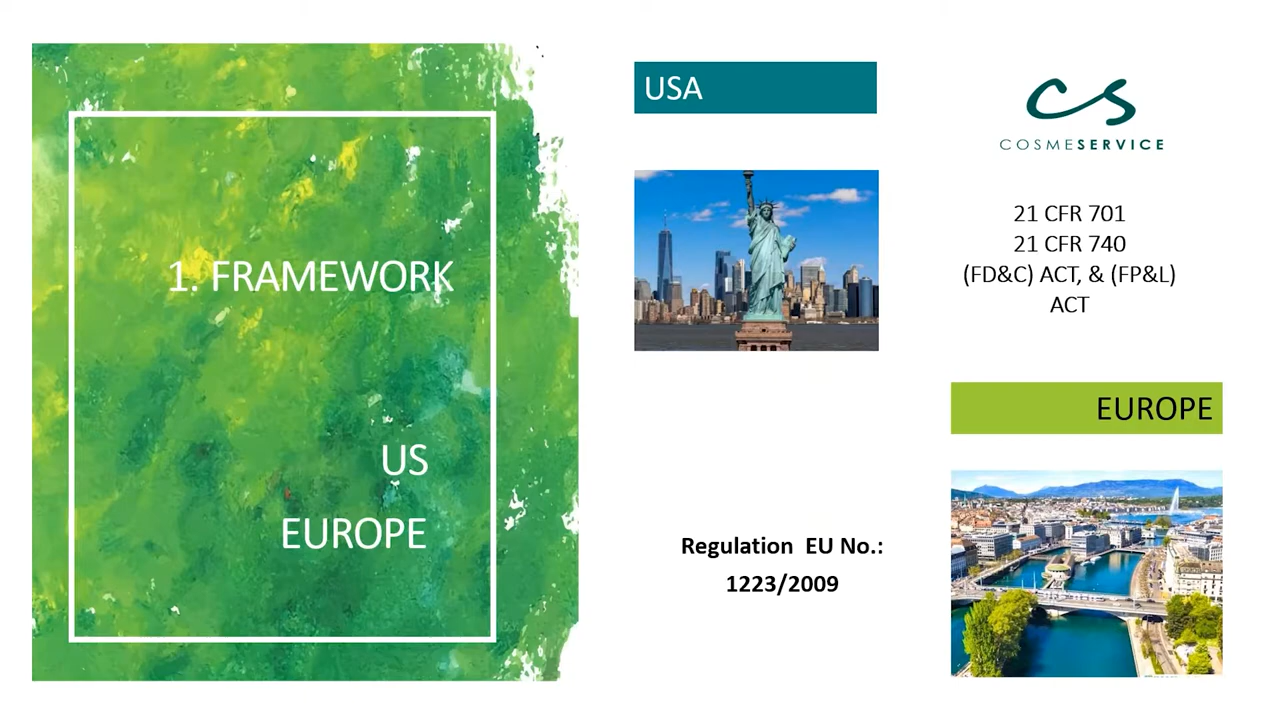 1. FRAMEWORK
US
EUROPE
USA
CS
COSMESERVICE
21 CFR 701
21 CFR 740
(FD&C) ACT, & (FP&L)
ACT
EUROPE
Regulation EU No.:
1223/2009